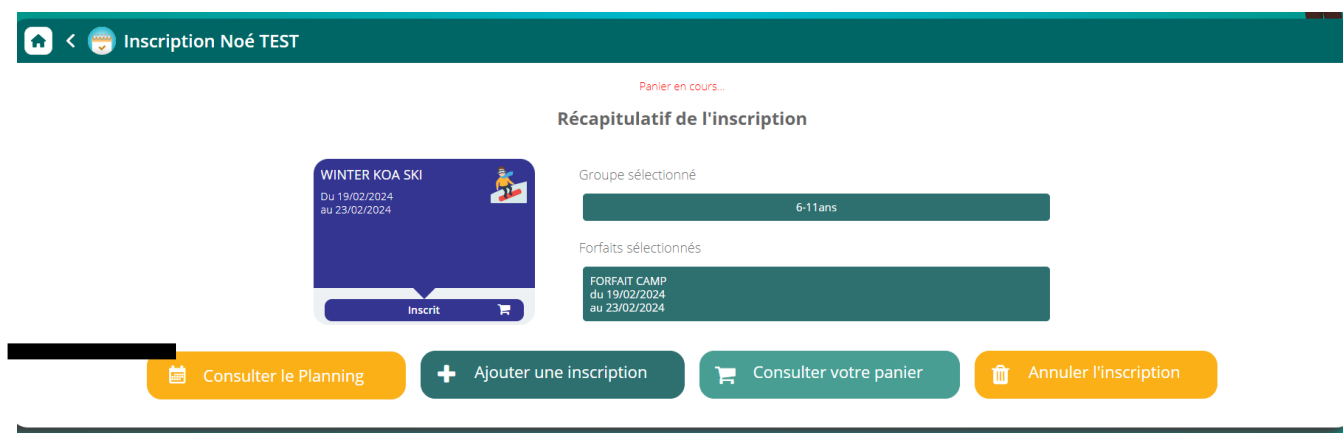 Inscription Noé TEST
Panier en cours...
Récapitulatif de l'inscription
WINTER KOA SKI
Du 19/02/2024
au 23/02/2024
Inscrit
Groupe sélectionné
6-11ans
Forfaits sélectionnés
FORFAIT CAMP
du 19/02/2024
au 23/02/2024
Consulter le Planning
Ajouter une inscription
Consulter votre panier
Annuler l'inscription